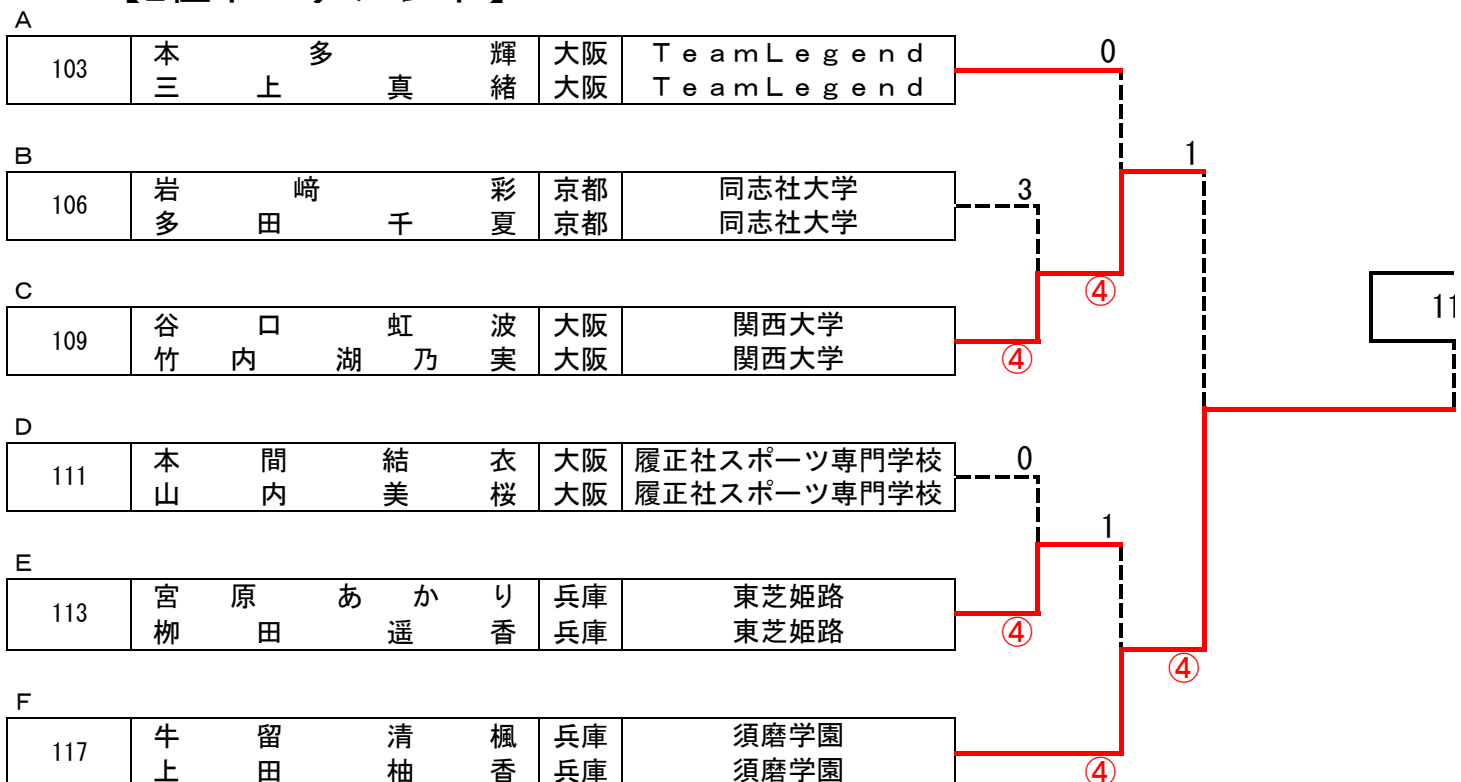 A
103 本多輝 大阪 ＴｅａｍＬｅｇｅｎｄ 0
三上真緒 大阪 ＴｅａｍＬｅｇｅｎｄ
1
B
106 岩﨑彩 京都 同志社大学 3
多田千夏 京都 同志社大学
C
④
11
109 谷口虹波 大阪 関西大学
竹内湖乃実 大阪 関西大学 ④
D
111 本間結衣 大阪 履正社スポーツ専門学校 0
山内美桜 大阪 履正社スポーツ専門学校
1
E
113 宮原あかり 兵庫 東芝姫路
栁田遥香 兵庫 東芝姫路 ④
④
F
117 牛留清楓 兵庫 須磨学園
上田柚香 兵庫 須磨学園 ④